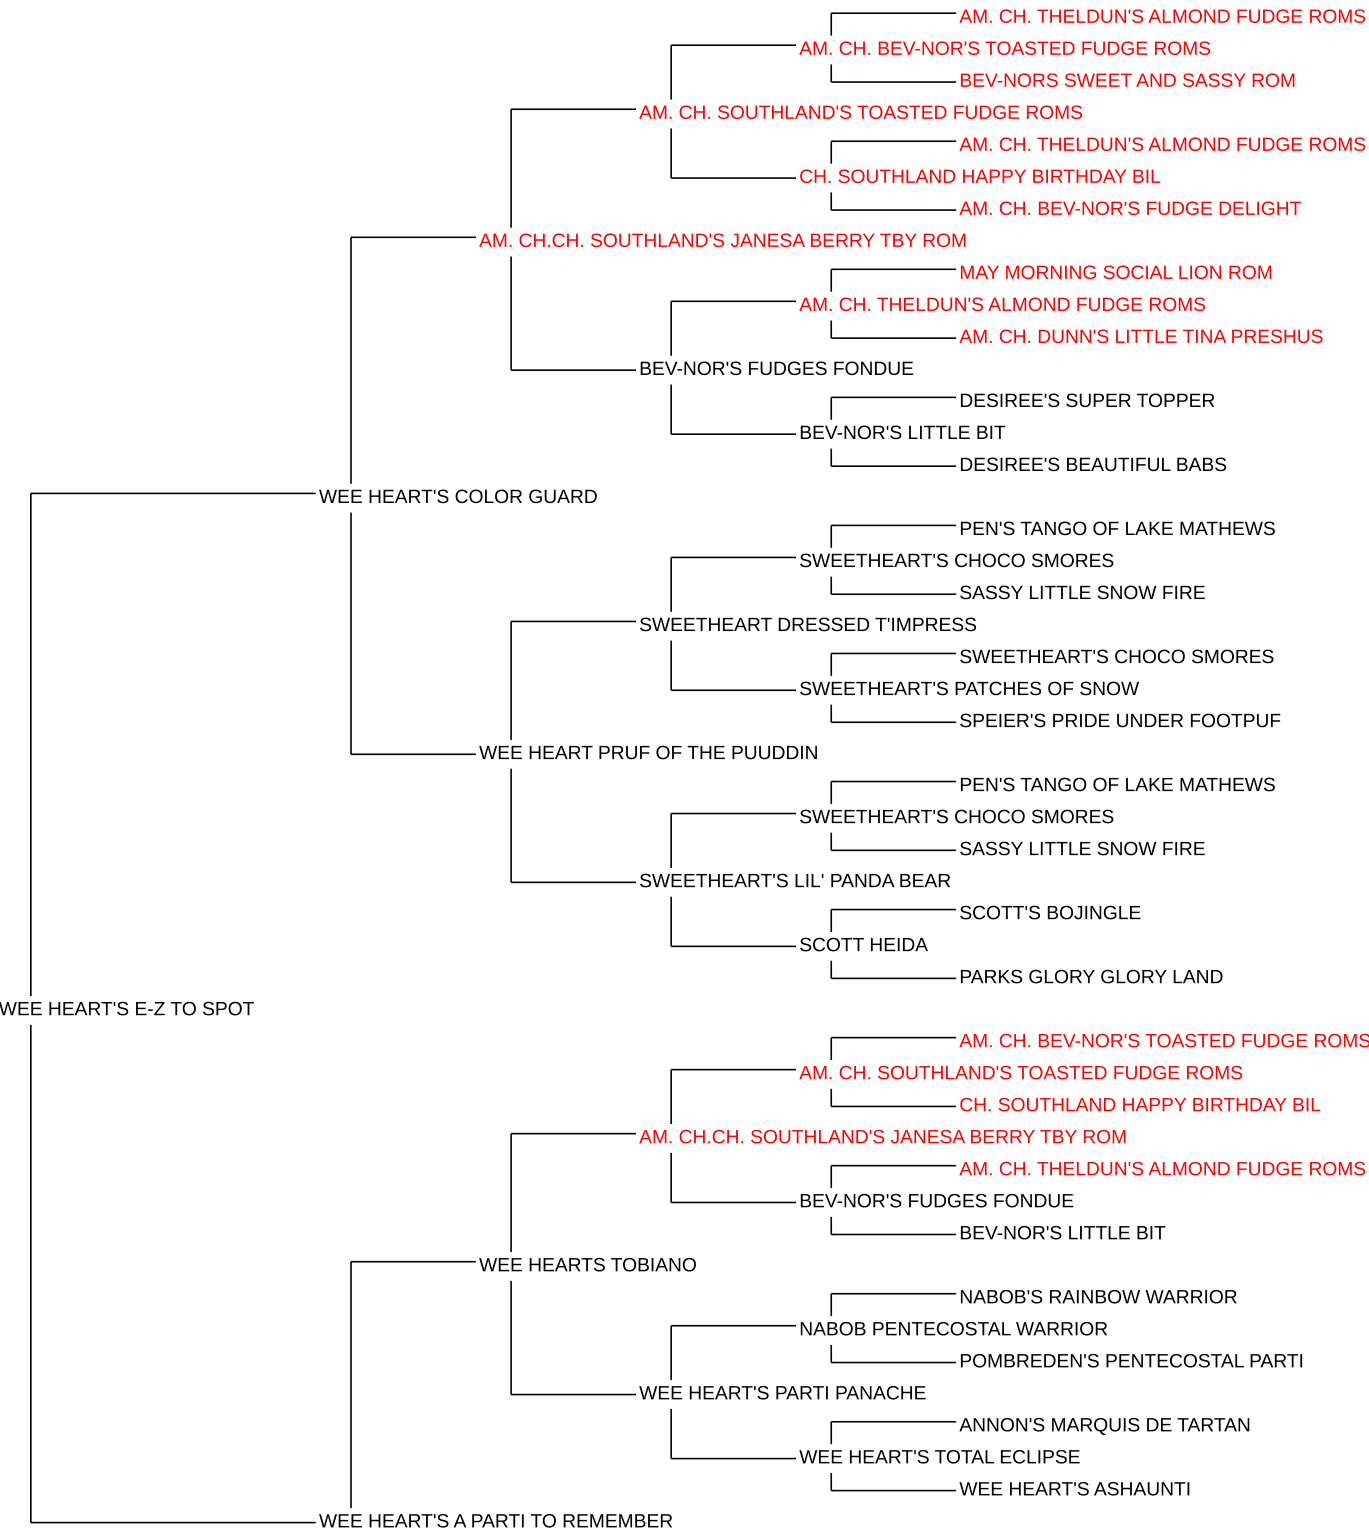 AM. CH. THELDUN'S ALMOND FUDGE ROMS
AM. CH. BEV-NOR'S TOASTED FUDGE ROMS
BEV-NORS SWEET AND SASSY ROM
AM. CH. SOUTHLAND'S TOASTED FUDGE ROMS
AM. CH. THELDUN'S ALMOND FUDGE ROMS
CH. SOUTHLAND HAPPY BIRTHDAY BIL
AM. CH. BEV-NOR'S FUDGE DELIGHT
AM. CH.CH. SOUTHLAND'S JANESA BERRY TBY ROM
MAY MORNING SOCIAL LION ROM
AM. CH. THELDUN'S ALMOND FUDGE ROMS
AM. CH. DUNN'S LITTLE TINA PRESHUS
BEV-NOR'S FUDGES FONDUE
DESIREE'S SUPER TOPPER
BEV-NOR'S LITTLE BIT
DESIREE'S BEAUTIFUL BABS
WEE HEART'S COLOR GUARD
PEN'S TANGO OF LAKE MATHEWS
SWEETHEART'S CHOCO SMORES
SASSY LITTLE SNOW FIRE
SWEETHEART DRESSED T'IMPRESS
SWEETHEART'S CHOCO SMORES
SWEETHEART'S PATCHES OF SNOW
SPEIER'S PRIDE UNDER FOOTPUF
WEE HEART PRUF OF THE PUUDDIN
PEN'S TANGO OF LAKE MATHEWS
SWEETHEART'S CHOCO SMORES
SASSY LITTLE SNOW FIRE
SWEETHEART'S LIL' PANDA BEAR
SCOTT'S BOJINGLE
SCOTT HEIDA
PARKS GLORY GLORY LAND
WEE HEART'S E-Z TO SPOT
AM. CH. BEV-NOR'S TOASTED FUDGE ROMS
AM. CH. SOUTHLAND'S TOASTED FUDGE ROMS
CH. SOUTHLAND HAPPY BIRTHDAY BIL
AM. CH.CH. SOUTHLAND'S JANESA BERRY TBY ROM
AM. CH. THELDUN'S ALMOND FUDGE ROMS
BEV-NOR'S FUDGES FONDUE
BEV-NOR'S LITTLE BIT
WEE HEARTS TOBIANO
NABOB'S RAINBOW WARRIOR
NABOB PENTECOSTAL WARRIOR
POMBREDEN'S PENTECOSTAL PARTI
WEE HEART'S PARTI PANACHE
ANNON'S MARQUIS DE TARTAN
WEE HEART'S TOTAL ECLIPSE
WEE HEART'S ASHAUNTI
WEE HEART'S A PARTI TO REMEMBER